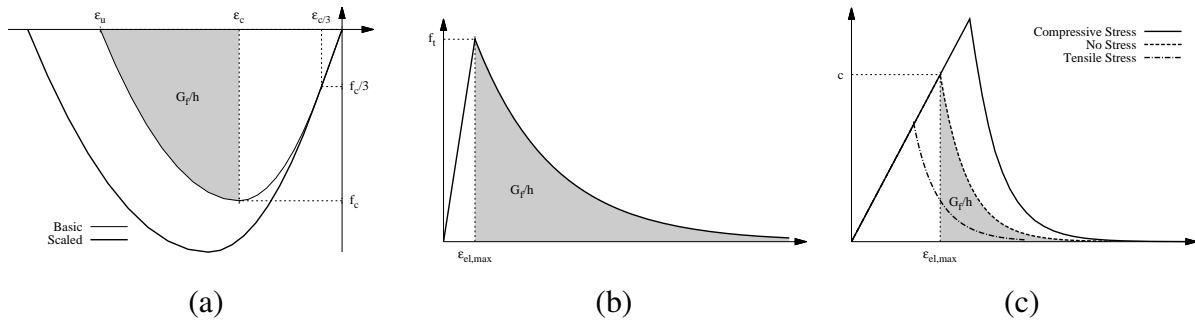 ε_u ε_c ε_c/3
f_c/3
G_f/h
f_c
Basic
Scaled
(a)
f_t
G_f/h
ε_el,max
(b)
Compressive Stress
No Stress
Tensile Stress
c
G_f/h
ε_el,max
(c)